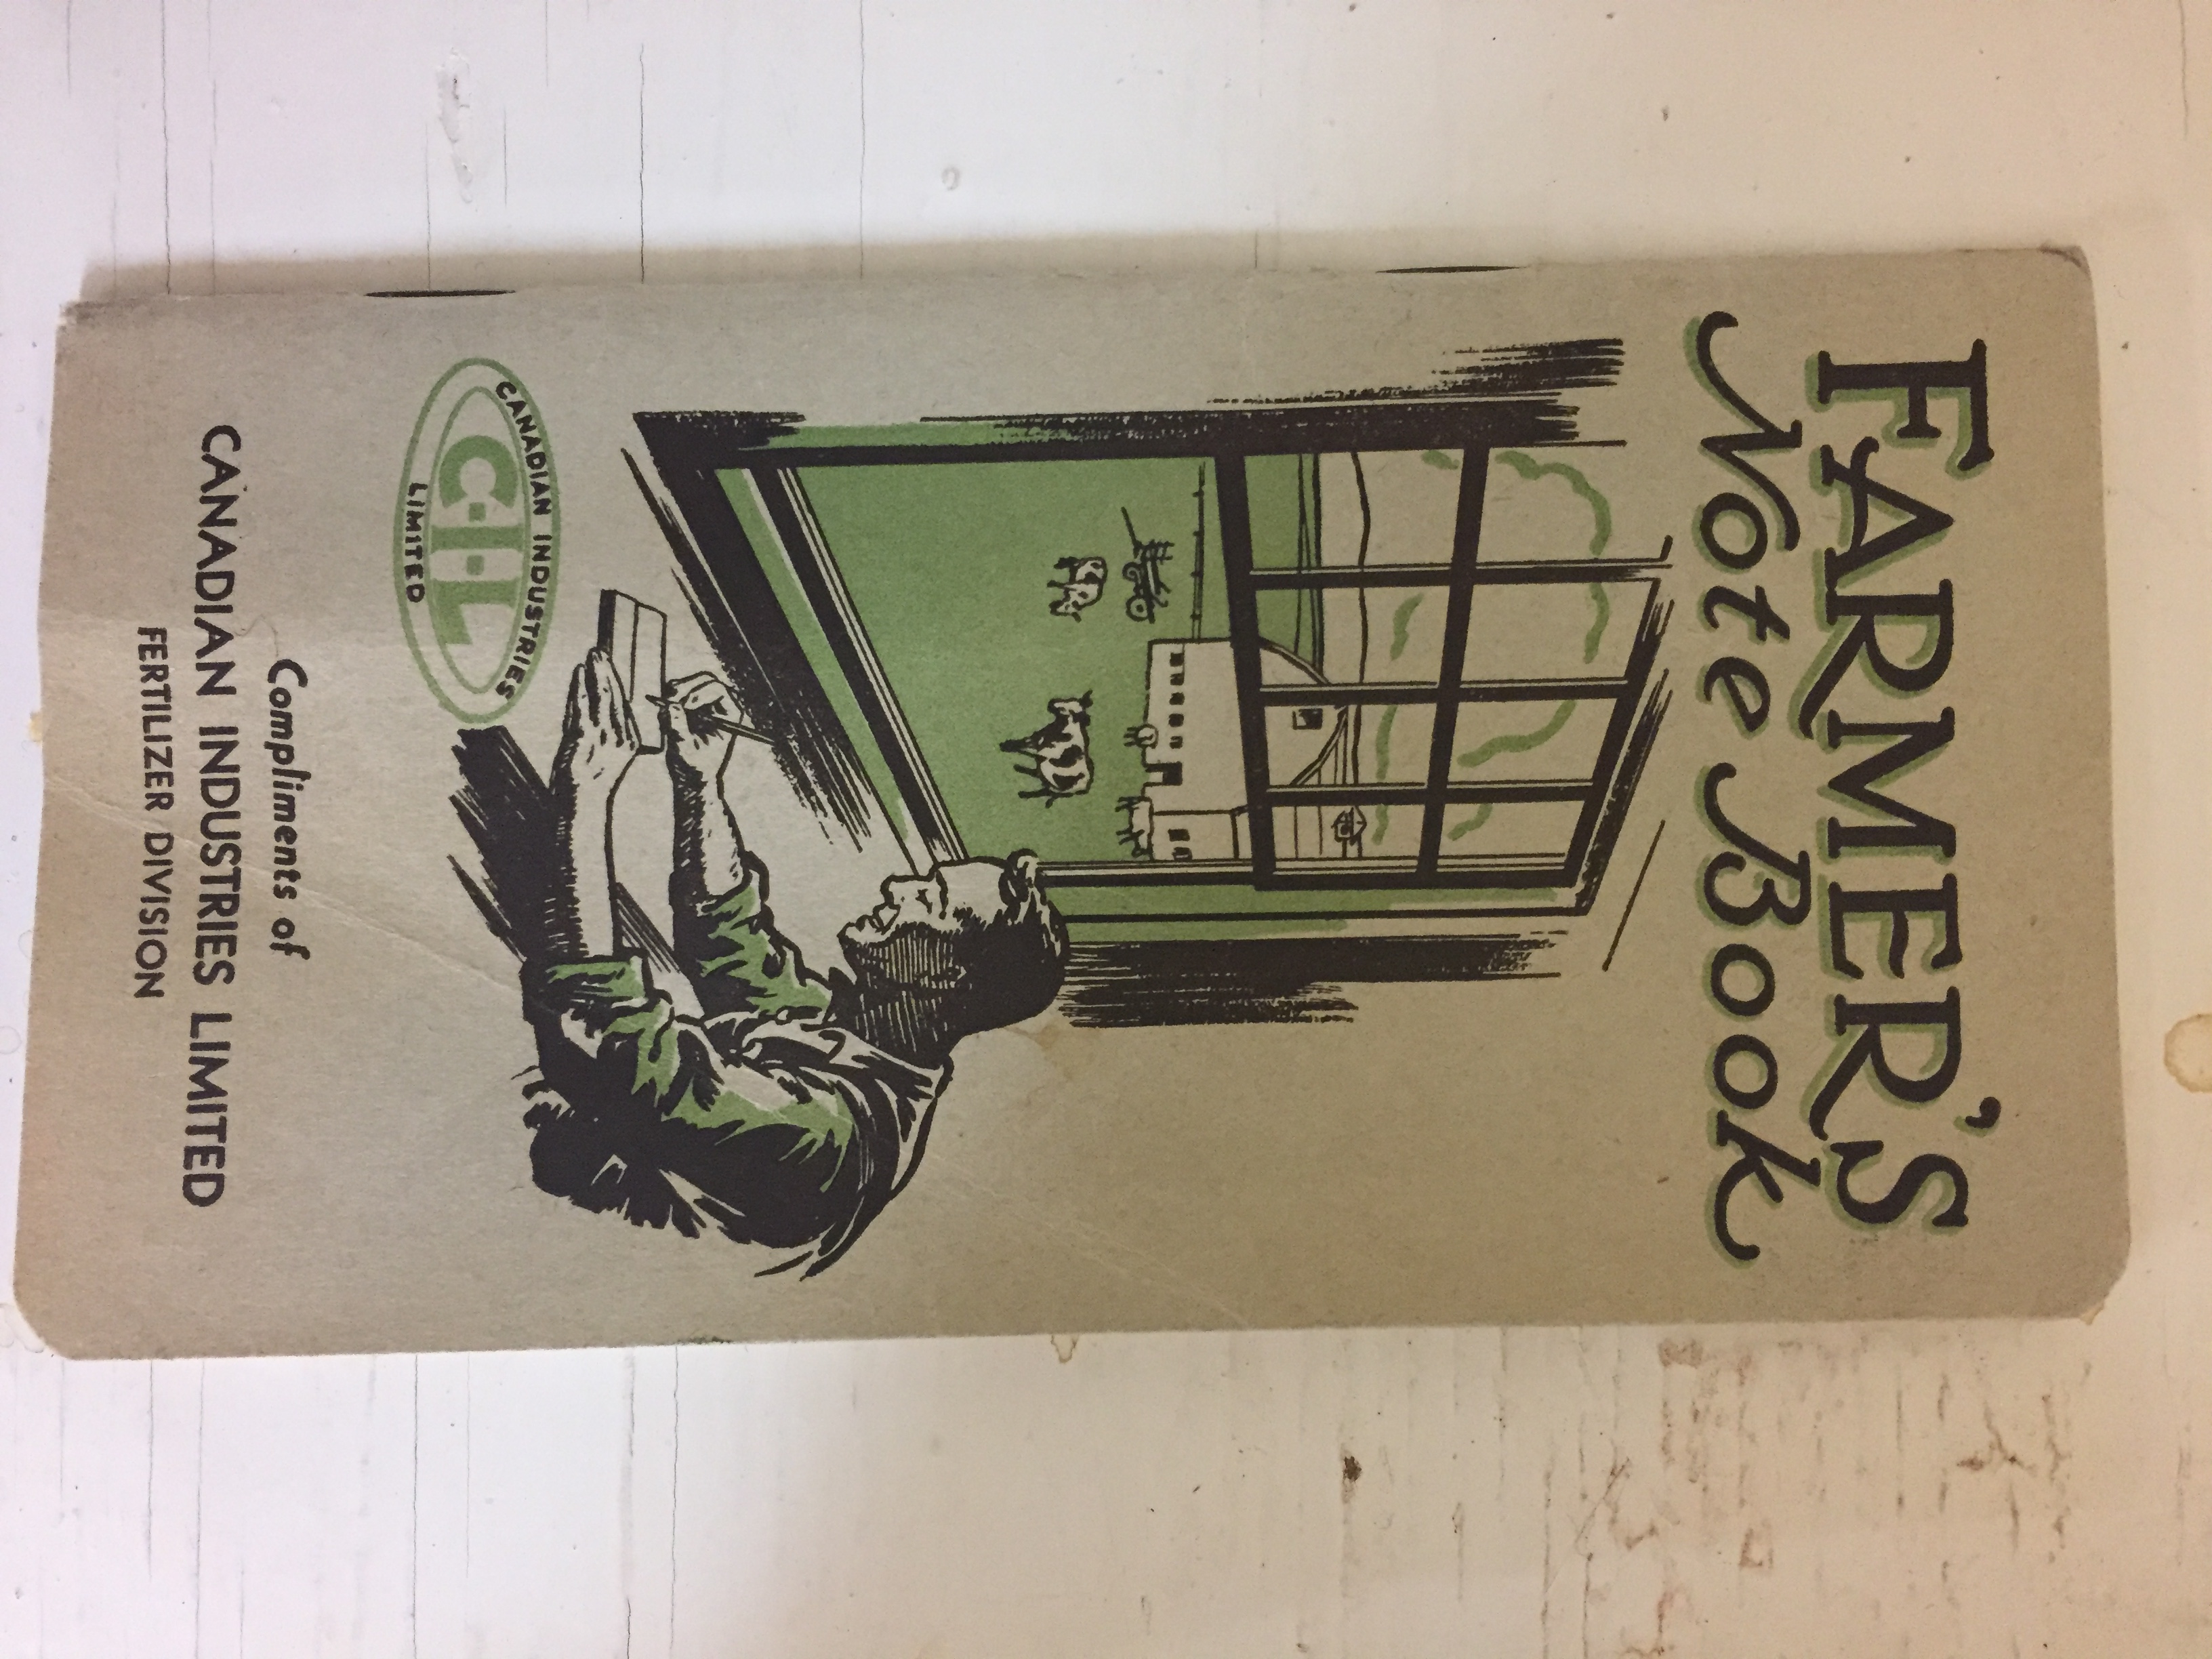 FARMER'S
Note Book
CANADIAN INDUSTRIES
C-I-L
LIMITED
Compliments of
CANADIAN INDUSTRIES LIMITED
FERTILIZER DIVISION